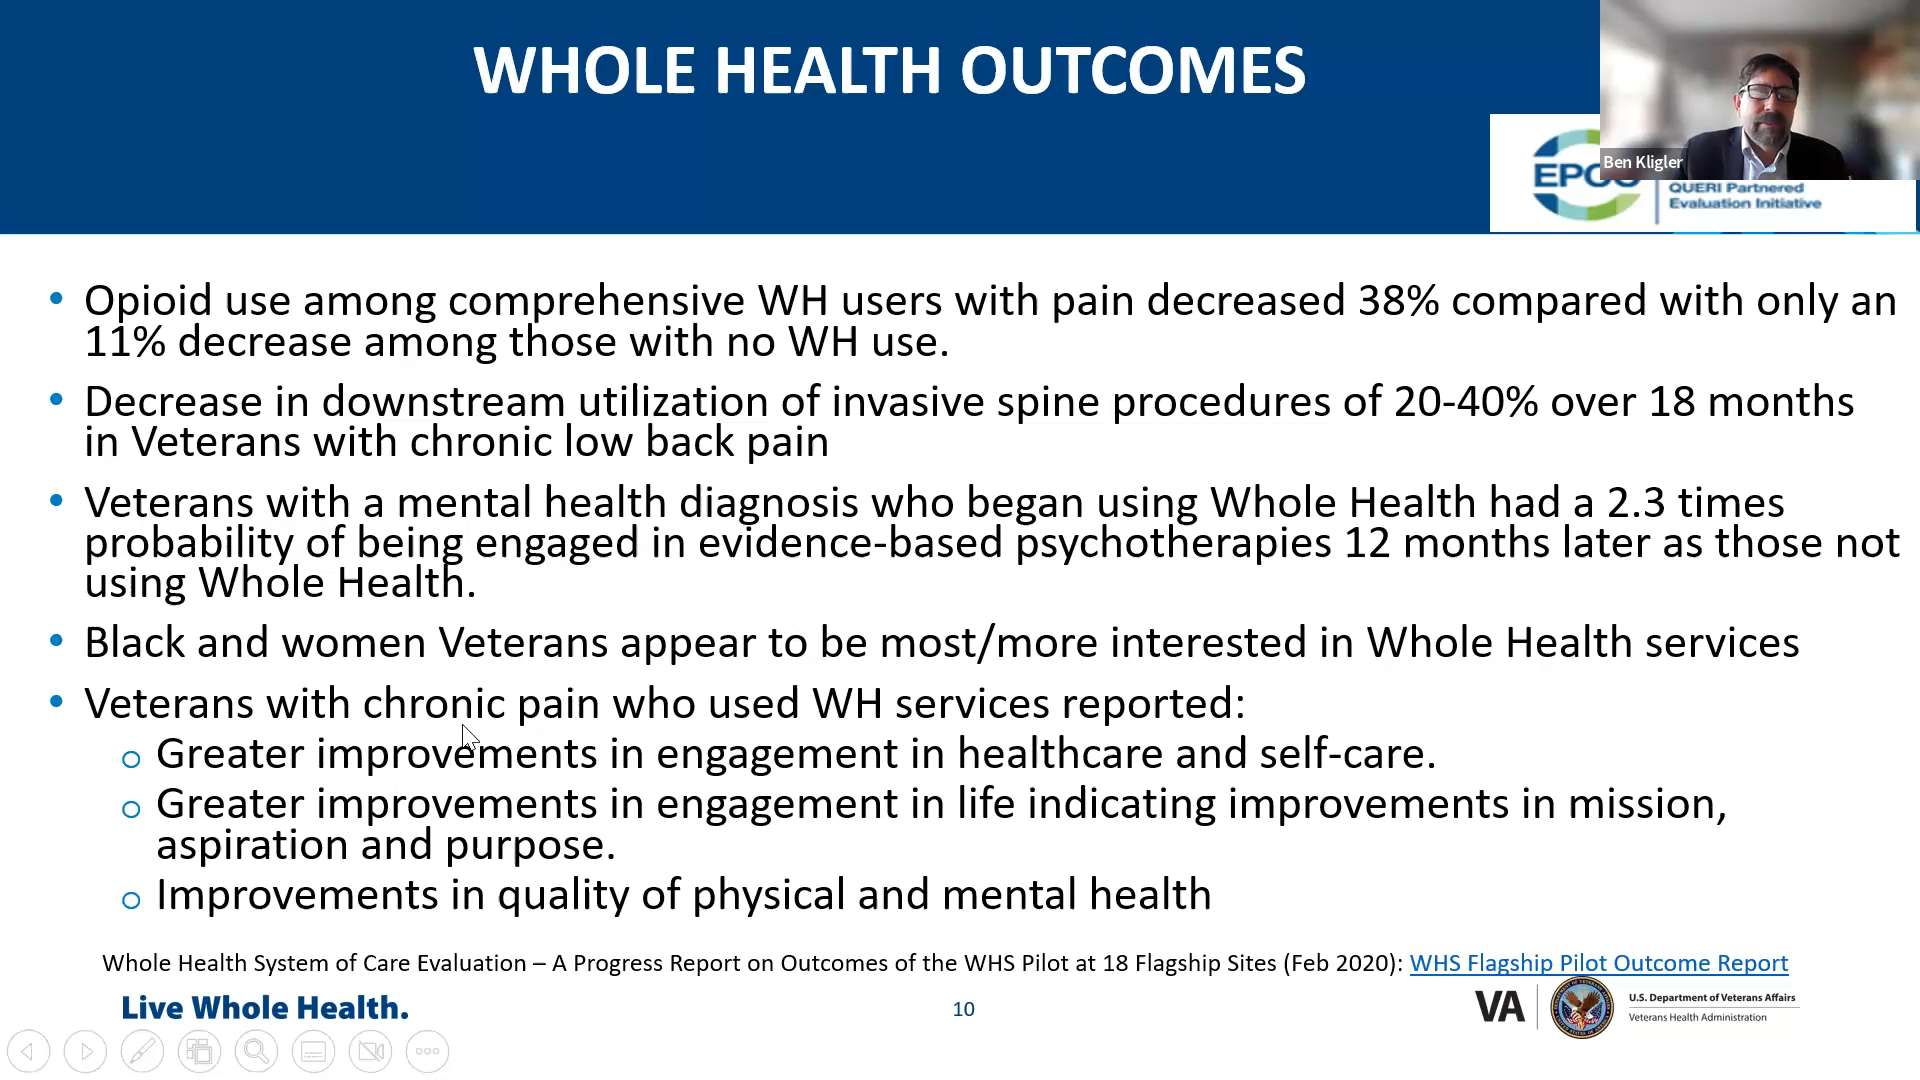 WHOLE HEALTH OUTCOMES
Ben Kligler
QUERI Partnered
Evaluation Initiative
• Opioid use among comprehensive WH users with pain decreased 38% compared with only an
11% decrease among those with no WH use.
• Decrease in downstream utilization of invasive spine procedures of 20-40% over 18 months
in Veterans with chronic low back pain
• Veterans with a mental health diagnosis who began using Whole Health had a 2.3 times
probability of being engaged in evidence-based psychotherapies 12 months later as those not
using Whole Health.
• Black and women Veterans appear to be most/more interested in Whole Health services
• Veterans with chronic pain who used WH services reported:
o Greater improvements in engagement in healthcare and self-care.
o Greater improvements in engagement in life indicating improvements in mission,
aspiration and purpose.
o Improvements in quality of physical and mental health
Whole Health System of Care Evaluation – A Progress Report on Outcomes of the WHS Pilot at 18 Flagship Sites (Feb 2020): WHS Flagship Pilot Outcome Report
Live Whole Health.
10
VA
U.S. Department of Veterans Affairs
Veterans Health Administration